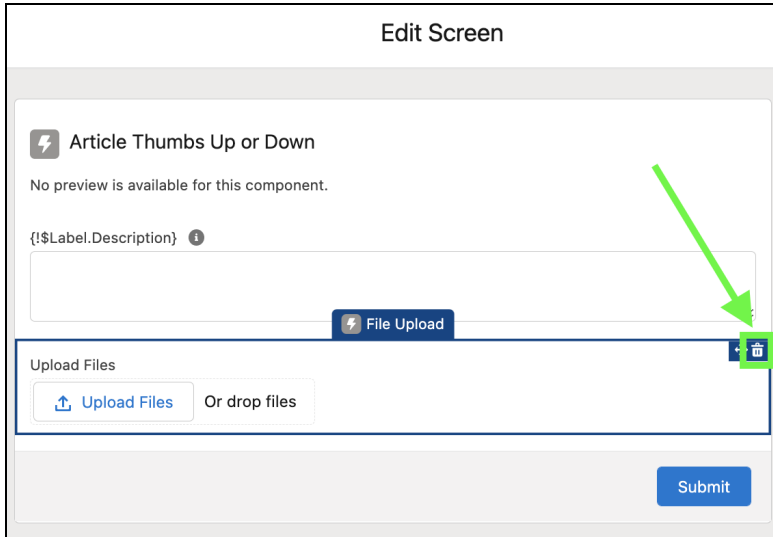 Edit Screen
Article Thumbs Up or Down
No preview is available for this component.
{!$Label.Description}
File Upload
Upload Files
Upload Files Or drop files
Submit